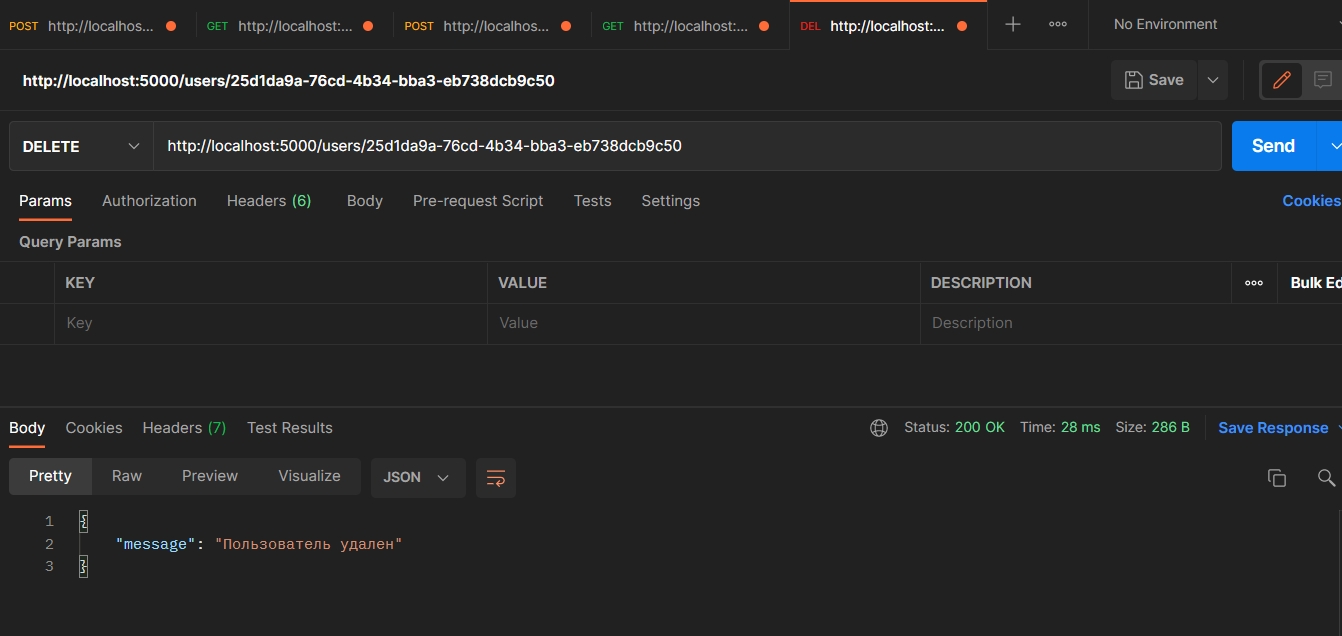 POST http://localhos... GET http://localhost:... POST http://localhos... GET http://localhost:... DEL http://localhost:... No Environment
http://localhost:5000/users/25d1da9a-76cd-4b34-bba3-eb738dcb9c50 Save
DELETE http://localhost:5000/users/25d1da9a-76cd-4b34-bba3-eb738dcb9c50 Send
Params Authorization Headers (6) Body Pre-request Script Tests Settings Cookies
Query Params
KEY VALUE DESCRIPTION Bulk Ed
Key Value Description
Body Cookies Headers (7) Test Results Status: 200 OK Time: 28 ms Size: 286 B Save Response
Pretty Raw Preview Visualize JSON
1 {
2 "message": "Пользователь удален"
3 }